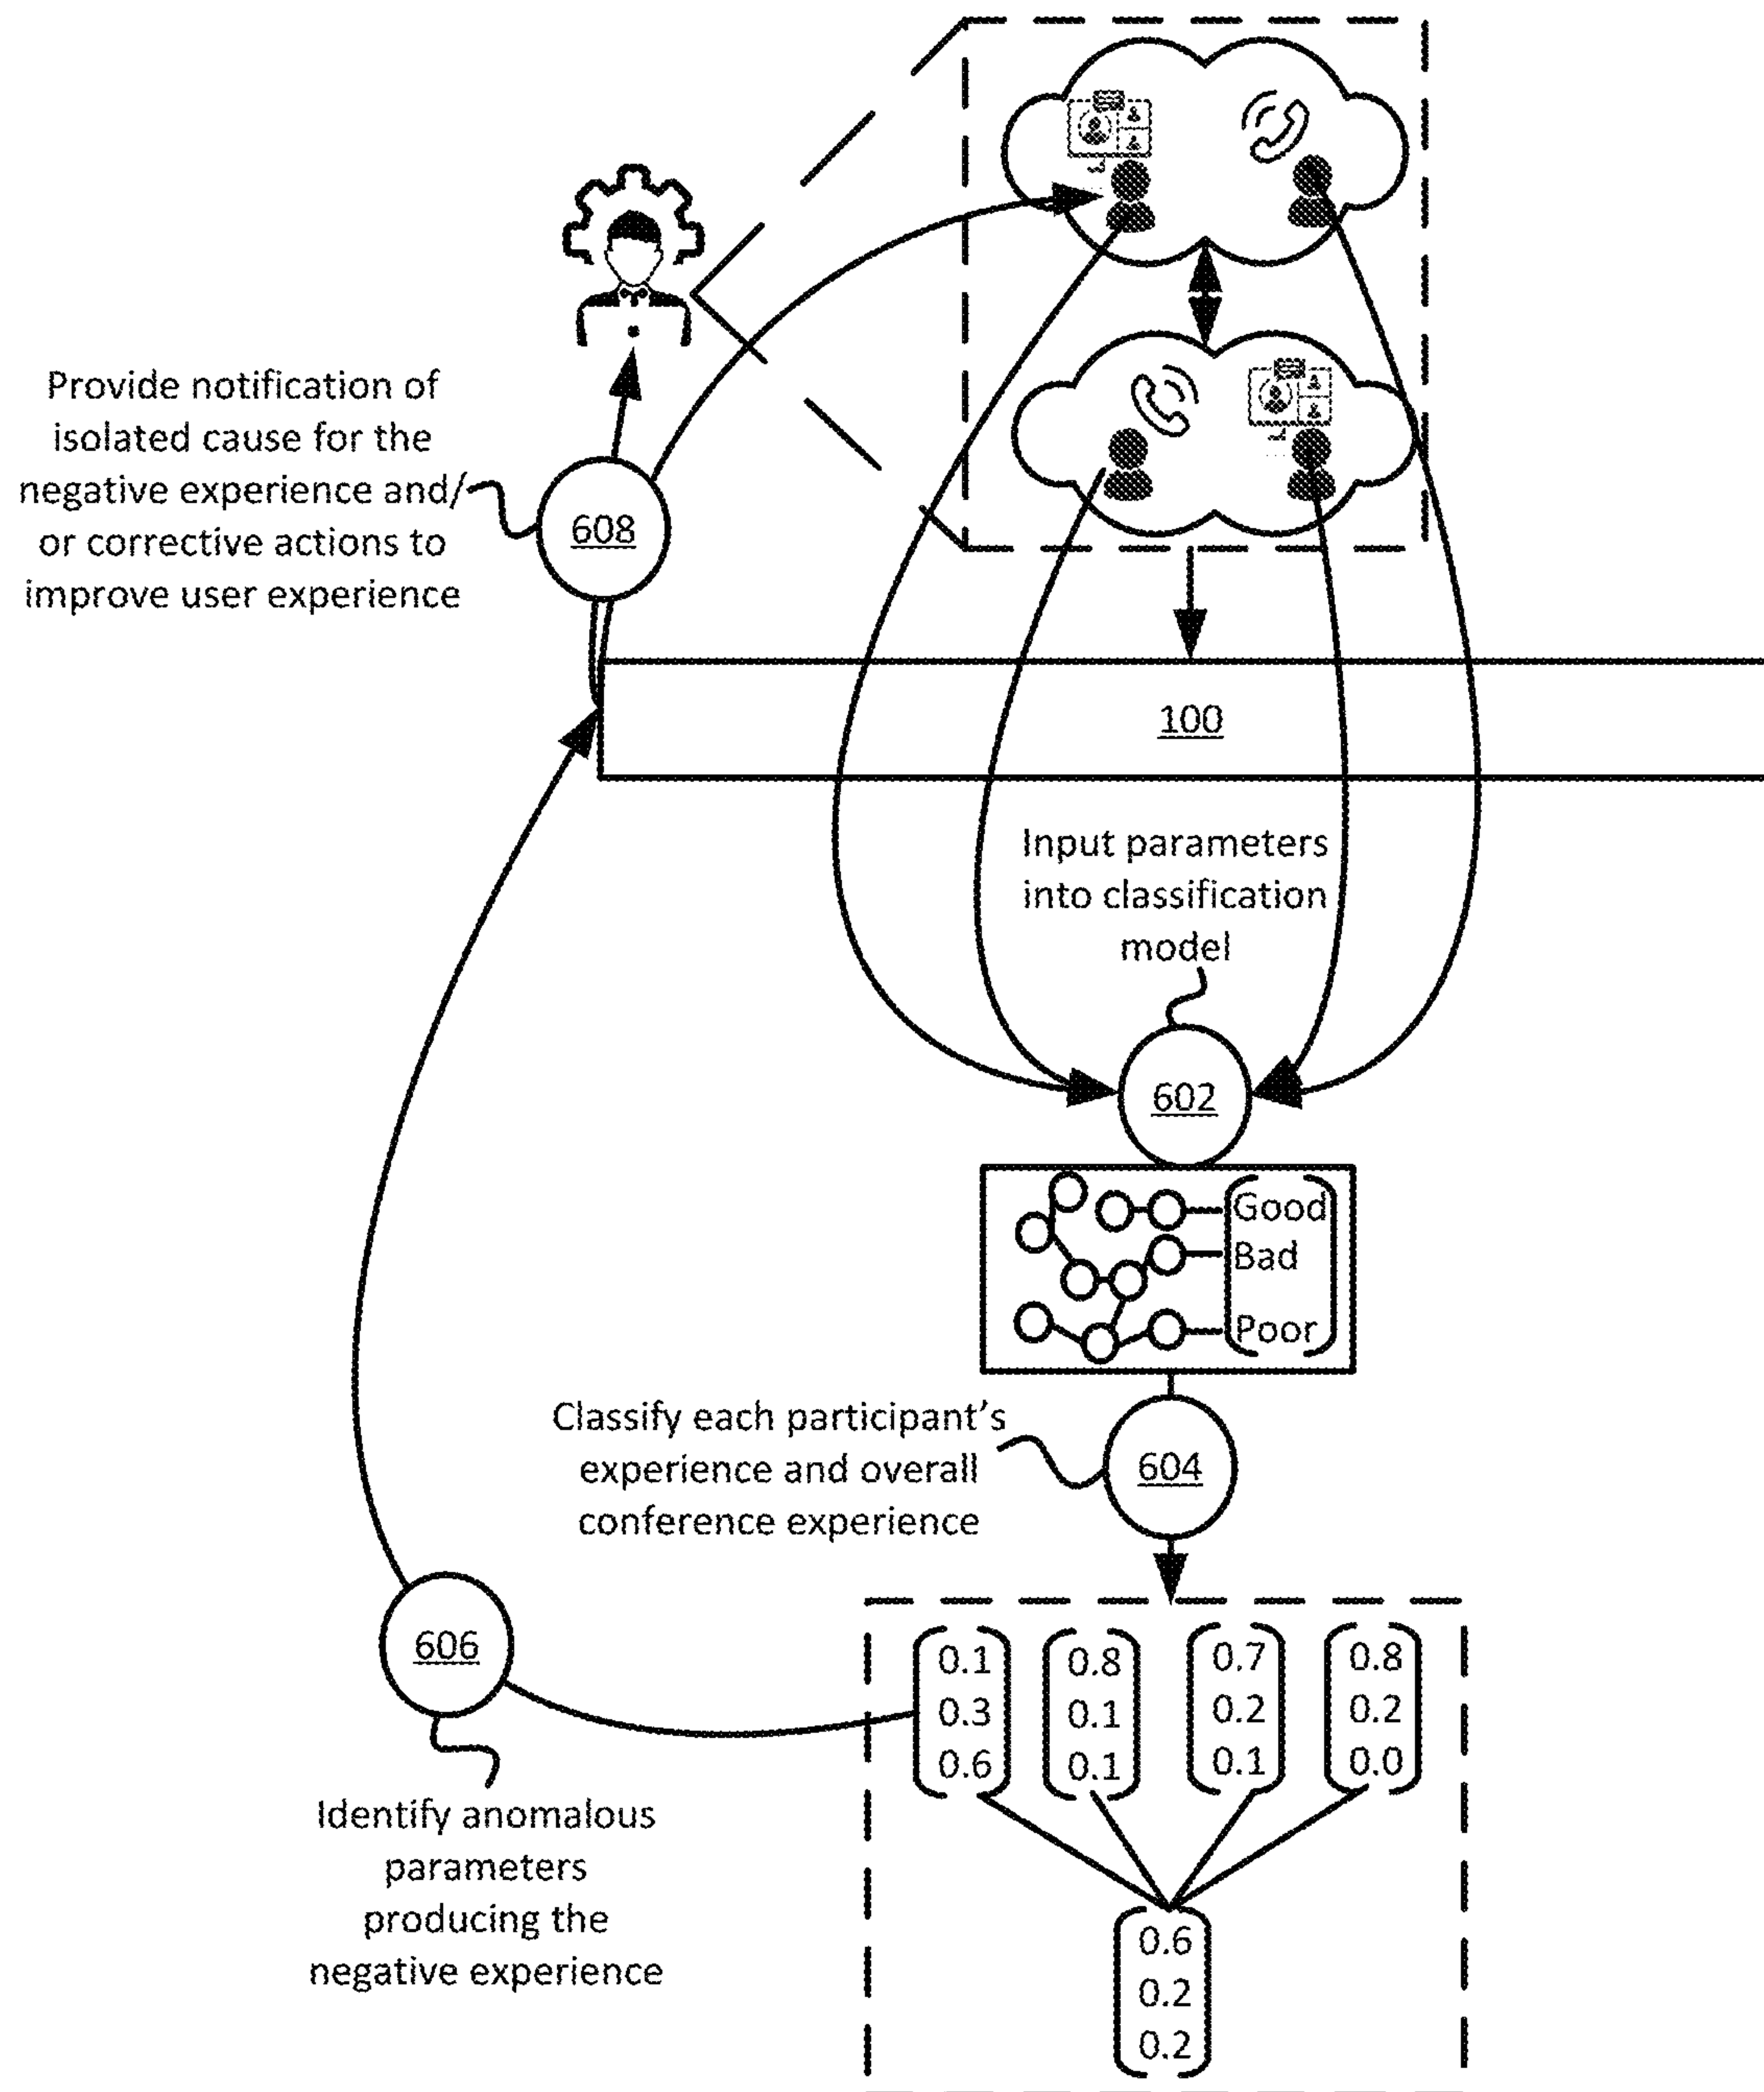 Provide notification of
isolated cause for the
negative experience and/
or corrective actions to
improve user experience
608
100
Input parameters
into classification
model
602
Good
Bad
Poor
Classify each participant's
experience and overall
conference experience
604
606
Identify anomalous
parameters
producing the
negative experience
0.1 0.8 0.7 0.8
0.3 0.1 0.2 0.2
0.6 0.1 0.1 0.0
0.6
0.2
0.2